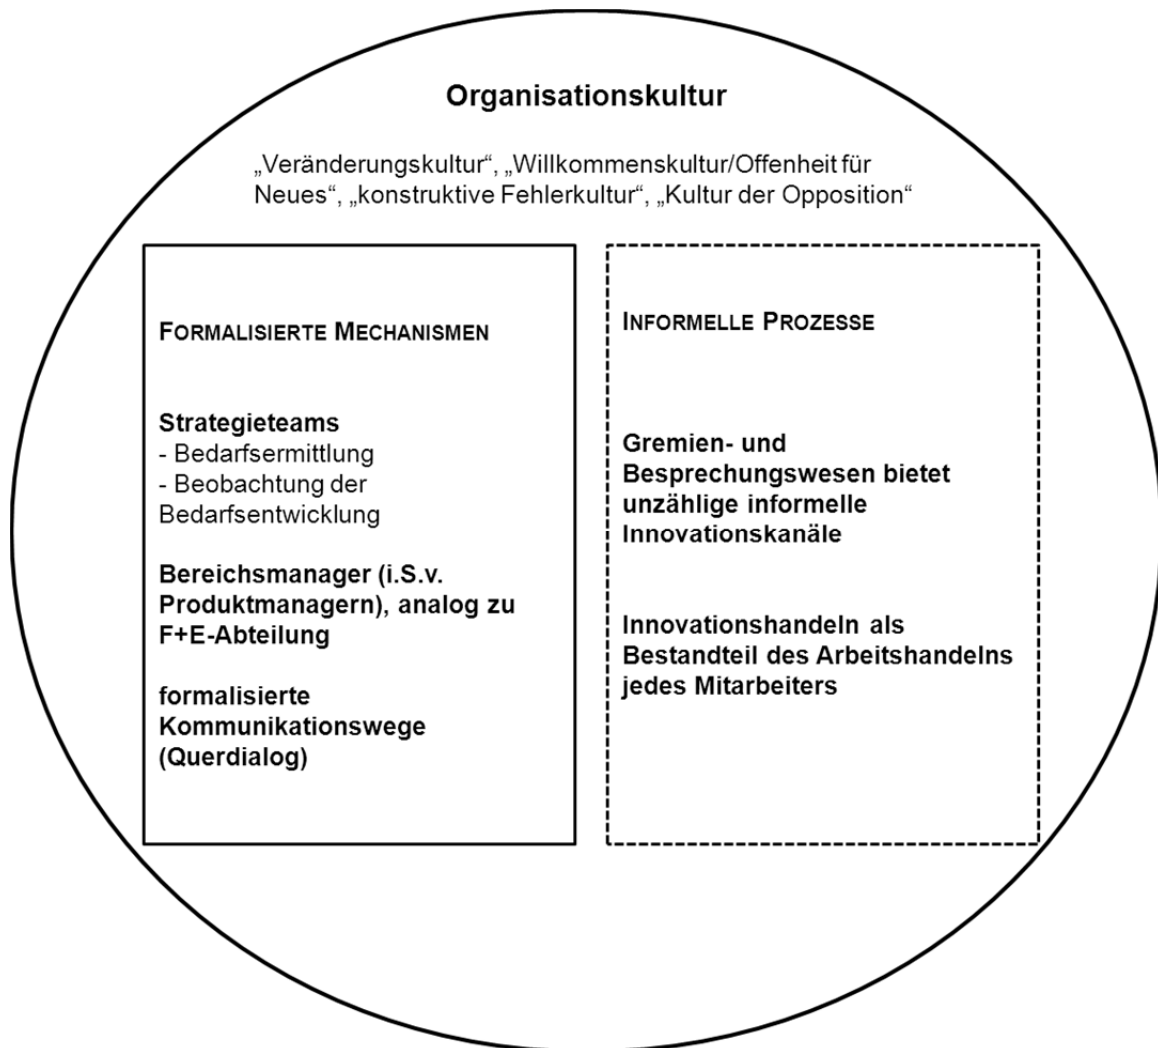 Organisationskultur
„Veränderungskultur“, „Willkommenskultur/Offenheit für
Neues“, „konstruktive Fehlerkultur“, „Kultur der Opposition“
FORMALISIERTE MECHANISMEN
Strategieteams
- Bedarfsermittlung
- Beobachtung der
Bedarfsentwicklung
Bereichsmanager (i.S.v.
Produktmanagern), analog zu
F+E-Abteilung
formalisierte
Kommunikationswege
(Querdialog)
INFORMELLE PROZESSE
Gremien- und
Besprechungswesen bietet
unzählige informelle
Innovationskanäle
Innovationshandeln als
Bestandteil des Arbeitshandelns
jedes Mitarbeiters